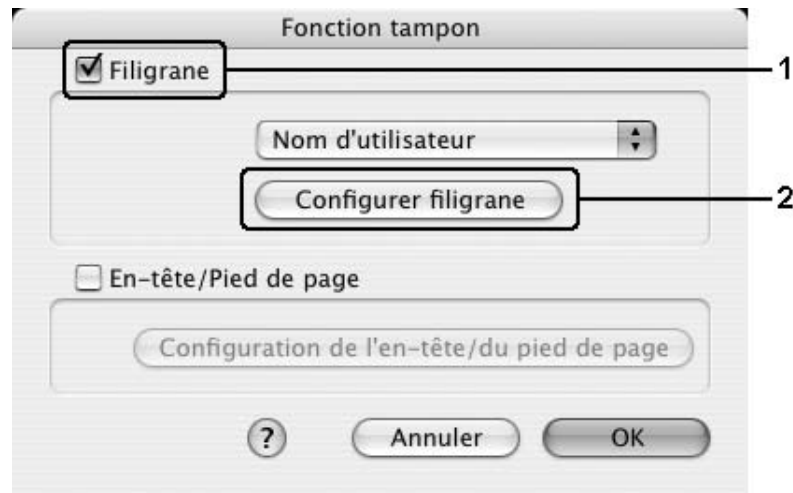 Fonction tampon
Filigrane
1
Nom d'utilisateur
Configurer filigrane
2
En-tête/Pied de page
Configuration de l'en-tête/du pied de page
?
Annuler
OK